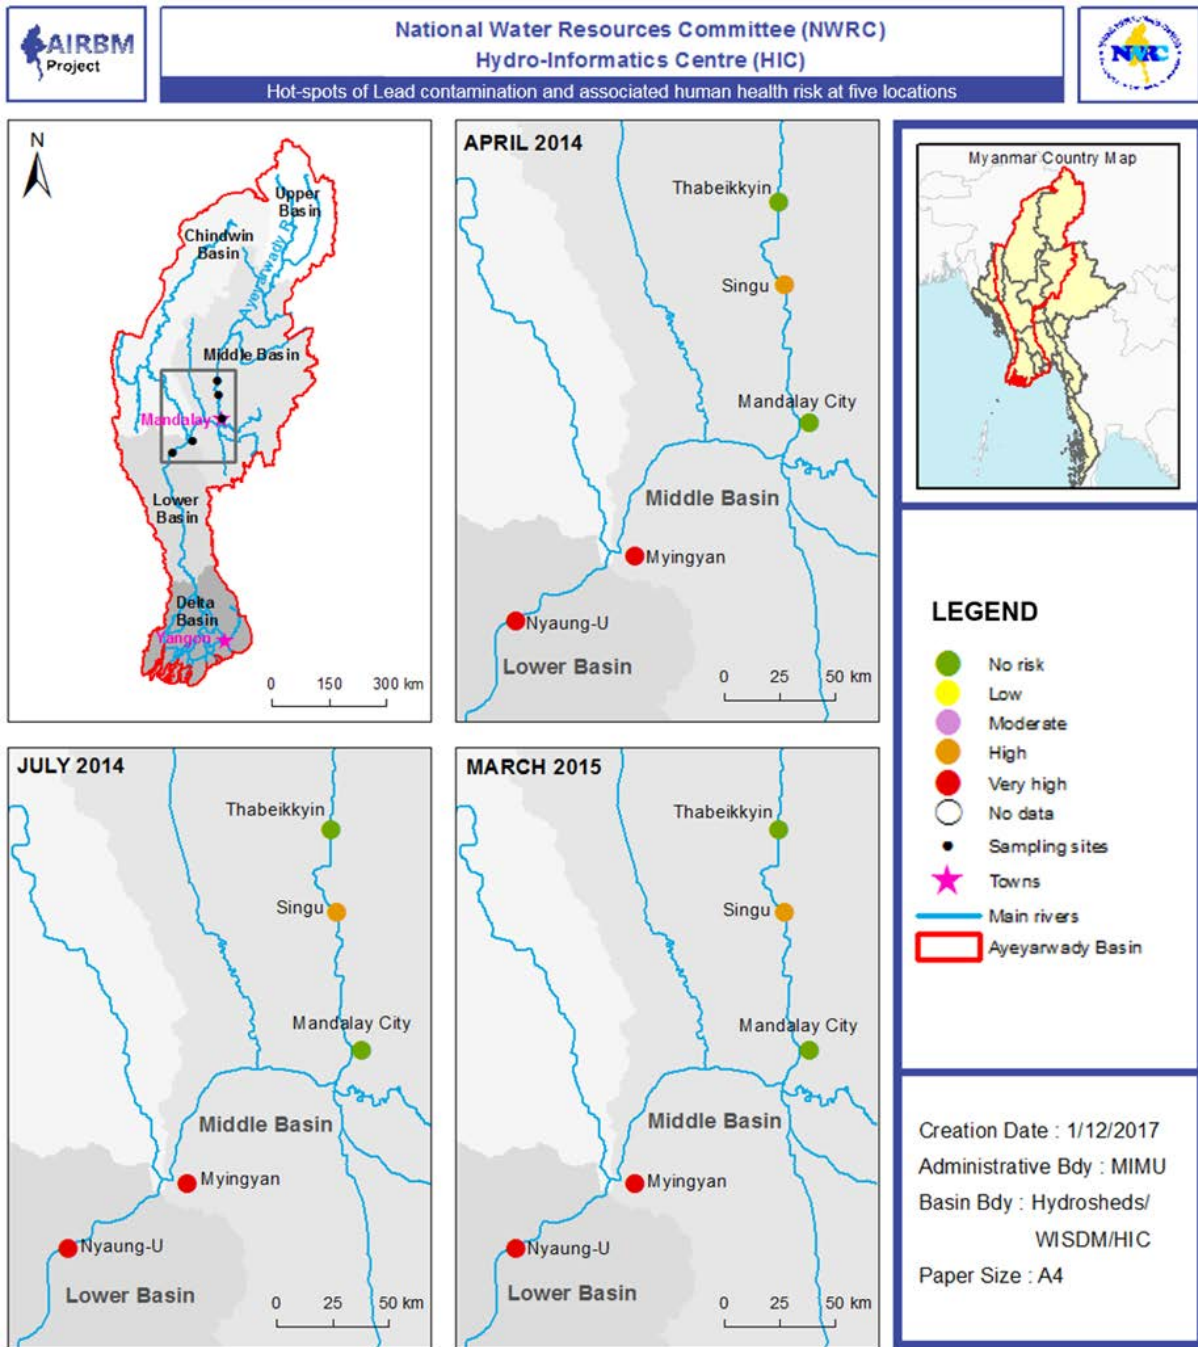 AIRBM
Project
National Water Resources Committee (NWRC)
Hydro-Informatics Centre (HIC)
Hot-spots of Lead contamination and associated human health risk at five locations
NWRC
N
Upper
Basin
Chindwin
Basin
Ayeyarwady R
Middle Basin
Mandalay
Lower
Basin
Delta
Basin
Yangon
0 150 300 km
APRIL 2014
Thabeikkyin
Singu
Mandalay City
Middle Basin
Myingyan
Nyaung-U
Lower Basin
0 25 50 km
Myanmar Country Map
JULY 2014
Thabeikkyin
Singu
Mandalay City
Middle Basin
Myingyan
Nyaung-U
Lower Basin
0 25 50 km
MARCH 2015
Thabeikkyin
Singu
Mandalay City
Middle Basin
Myingyan
Nyaung-U
Lower Basin
0 25 50 km
LEGEND
No risk
Low
Moderate
High
Very high
No data
Sampling sites
Towns
Main rivers
Ayeyarwady Basin
Creation Date : 1/12/2017
Administrative Bdy : MIMU
Basin Bdy : Hydrosheds/
WISDM/HIC
Paper Size : A4